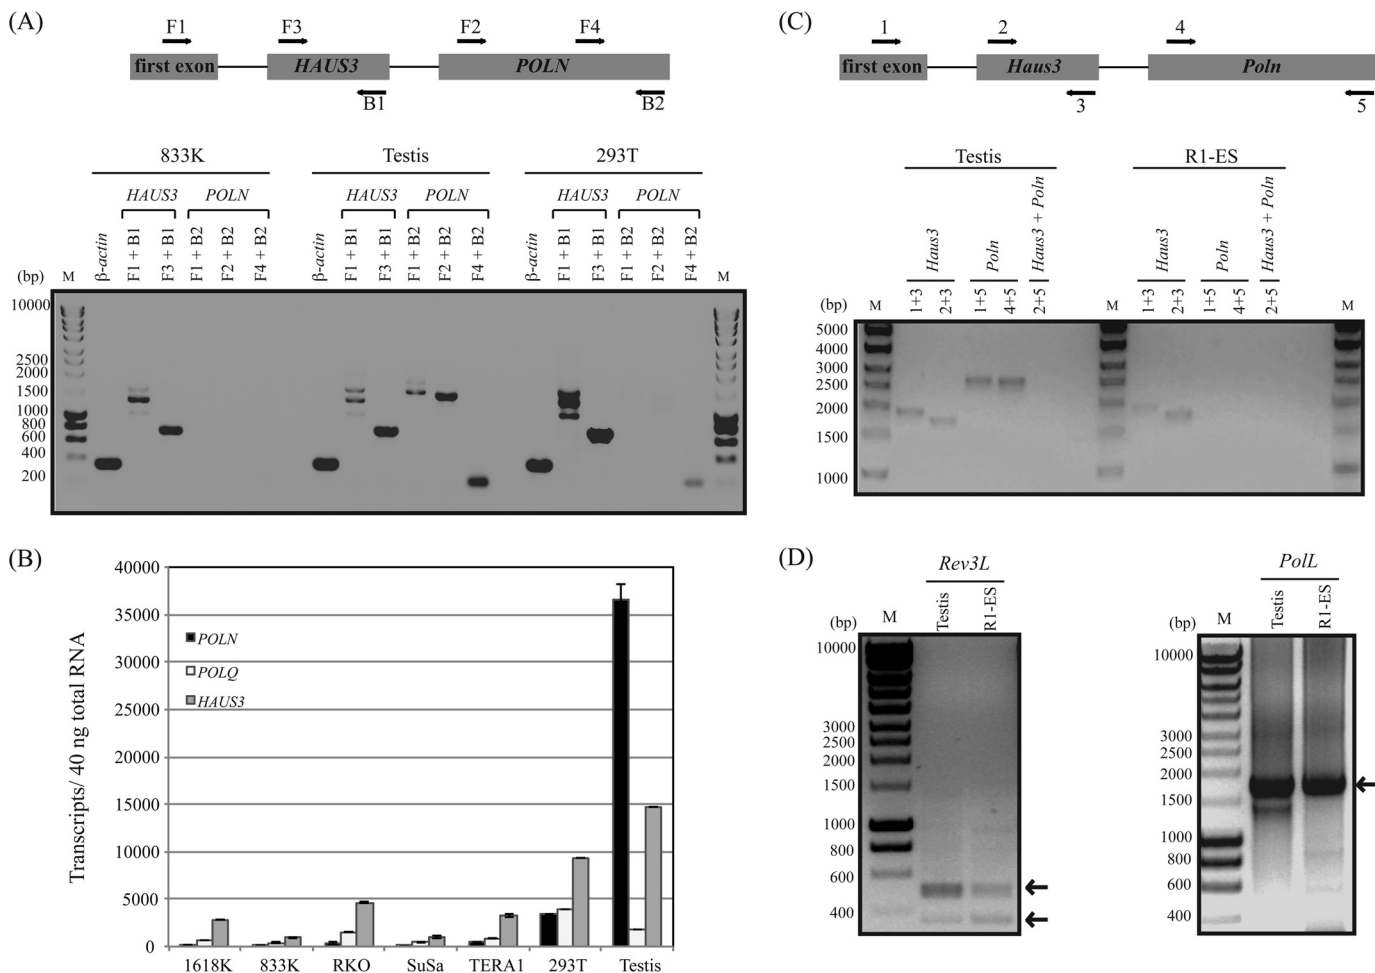 (A)
F1
F3
F2
F4
first exon
HAUS3
POLN
B1
B2
833K
Testis
293T
HAUS3
POLN
HAUS3
POLN
HAUS3
POLN
(bp)
M
β-actin
F1 + B1
F3 + B1
F1 + B2
F2 + B2
F4 + B2
β-actin
F1 + B1
F3 + B1
F1 + B2
F2 + B2
F4 + B2
β-actin
F1 + B1
F3 + B1
F1 + B2
F2 + B2
F4 + B2
M
10000
2500
2000
1500
1000
800
600
400
200
(B)
Transcripts/ 40 ng total RNA
40000
35000
30000
25000
20000
15000
10000
5000
0
POLN
POLQ
HAUS3
1618K
833K
RKO
SuSa
TERA1
293T
Testis
(C)
1
2
4
first exon
Haus3
Poln
3
5
Testis
R1-ES
Haus3
Poln
Haus3 + Poln
Haus3
Poln
Haus3 + Poln
(bp)
M
1+3
2+3
1+5
4+5
2+5
M
1+3
2+3
1+5
4+5
2+5
M
5000
4000
3000
2500
2000
1500
1000
(D)
Rev3L
(bp)
M
Testis
R1-ES
10000
3000
2500
2000
1500
1000
800
600
400
PolL
(bp)
M
Testis
R1-ES
10000
3000
2500
2000
1500
1000
800
600
400